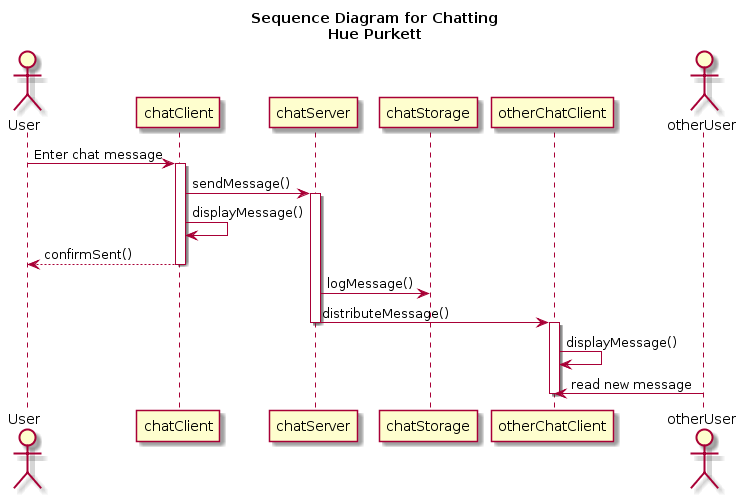 Sequence Diagram for Chatting
Hue Purkett
User
chatClient
chatServer
chatStorage
otherChatClient
otherUser
Enter chat message
sendMessage()
displayMessage()
confirmSent()
logMessage()
distributeMessage()
displayMessage()
read new message
User
chatClient
chatServer
chatStorage
otherChatClient
otherUser